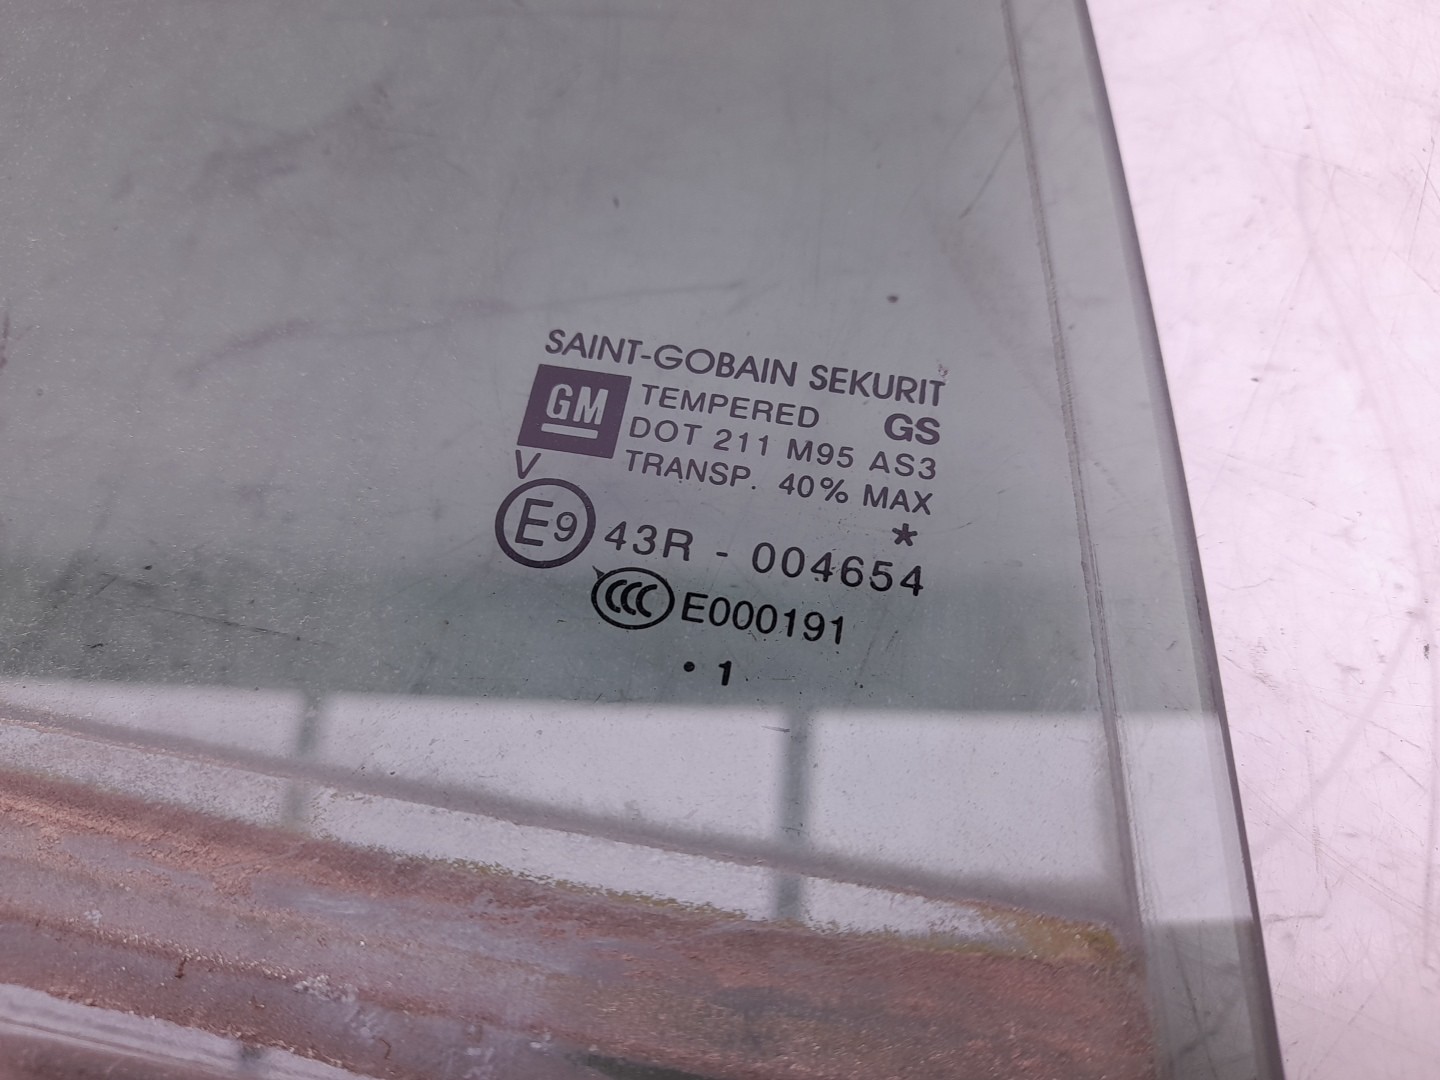 SAINT-GOBAIN SEKURIT
GM TEMPERED GS
DOT 211 M95 AS3
TRANSP. 40% MAX
V
*
E9 43R - 004654
CCC E000191
. 1